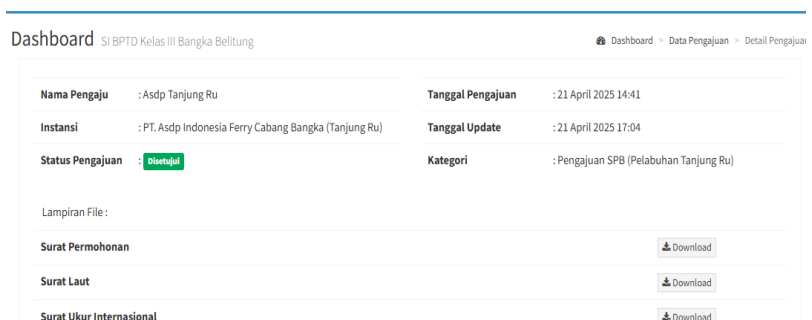 Dashboard SI BPTD Kelas III Bangka Belitung
Dashboard > Data Pengajuan > Detail Pengajuan
Nama Pengaju : Asdp Tanjung Ru
Tanggal Pengajuan : 21 April 2025 14:41
Instansi : PT. Asdp Indonesia Ferry Cabang Bangka (Tanjung Ru)
Tanggal Update : 21 April 2025 17:04
Status Pengajuan : Disetujui
Kategori : Pengajuan SPB (Pelabuhan Tanjung Ru)
Lampiran File :
Surat Permohonan Download
Surat Laut Download
Surat Ukur Internasional Download